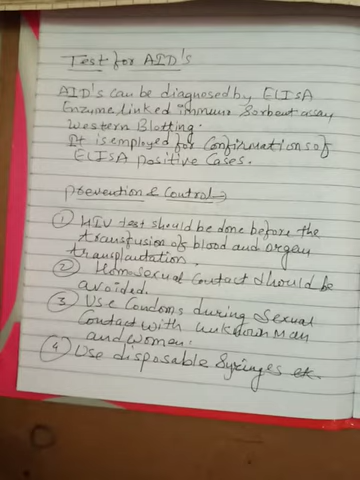 Test for AID's
AID's can be diagnosed by ELISA
Enzyme linked immuno Sorbent assay
Western Blotting.
It is employed for Confirmations of
ELISA positive Cases.
Prevention & Control →
① HIV test should be done before the
transfusion of blood and orgen
transplantation.
② Homosexual Contact should be
avoided.
③ Use Condoms during Sexual
Contact with unknown Man
and women.
④ Use disposable Syringes etc.